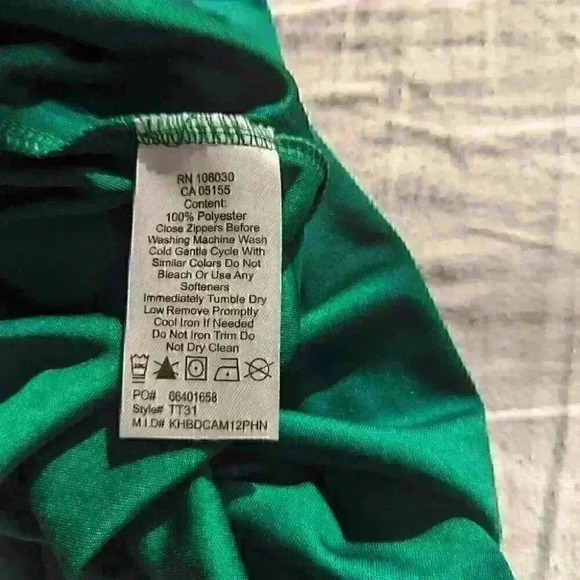 RN 106030
CA 05155
Content:
100% Polyester
Close Zippers Before
Washing Machine Wash
Cold Gentle Cycle With
Similar Colors Do Not
Bleach Or Use Any
Softeners
Immediately Tumble Dry
Low Remove Promptly
Cool Iron If Needed
Do Not Iron Trim Do
Not Dry Clean
PO# 06401658
Style# TT31
M.I.D# KHBDCAM12PHN